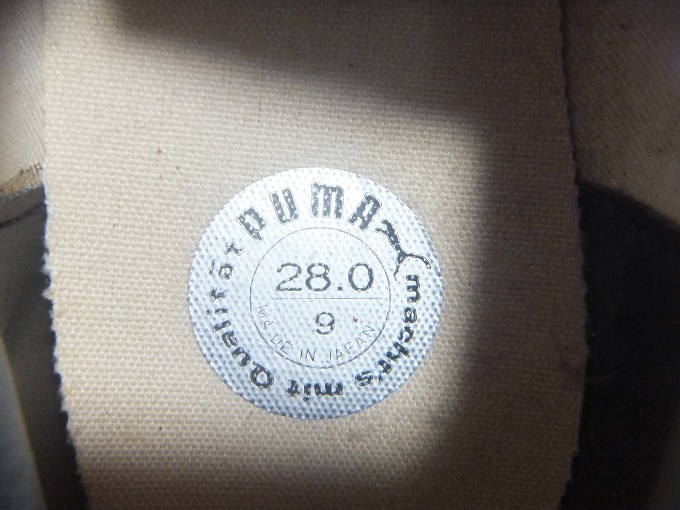 PUMA
macht's mit Qualität
28.0
9
MADE IN JAPAN